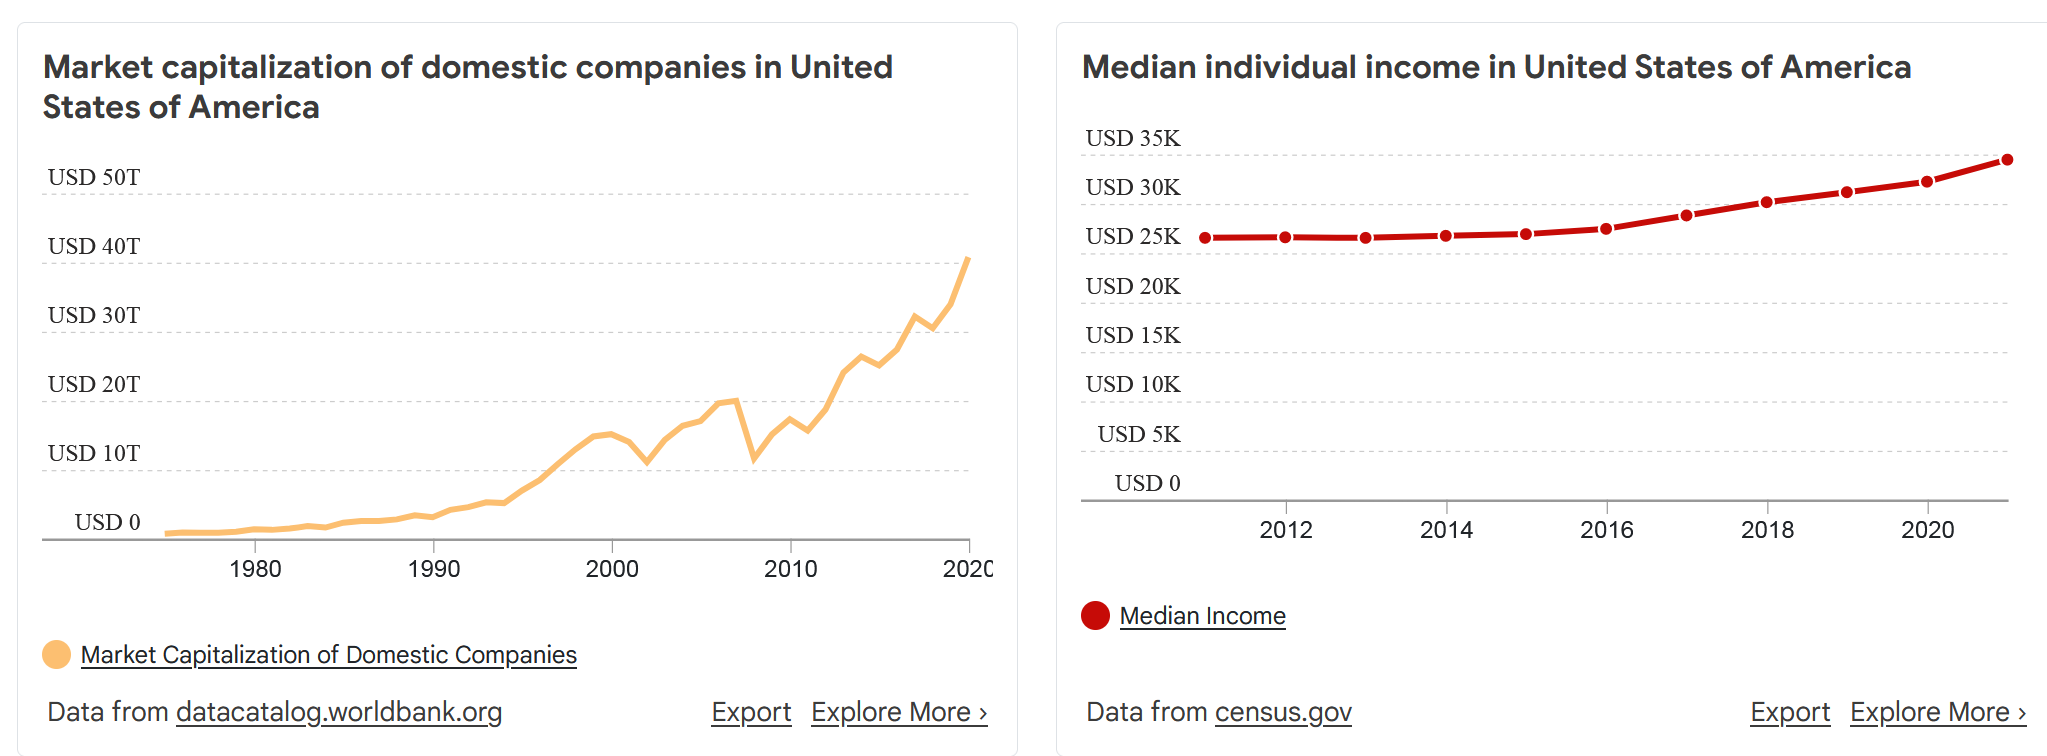 Market capitalization of domestic companies in United
States of America
USD 50T
USD 40T
USD 30T
USD 20T
USD 10T
USD 0
1980 1990 2000 2010 2020
Market Capitalization of Domestic Companies
Data from datacatalog.worldbank.org Export Explore More ›
Median individual income in United States of America
USD 35K
USD 30K
USD 25K
USD 20K
USD 15K
USD 10K
USD 5K
USD 0
2012 2014 2016 2018 2020
Median Income
Data from census.gov Export Explore More ›